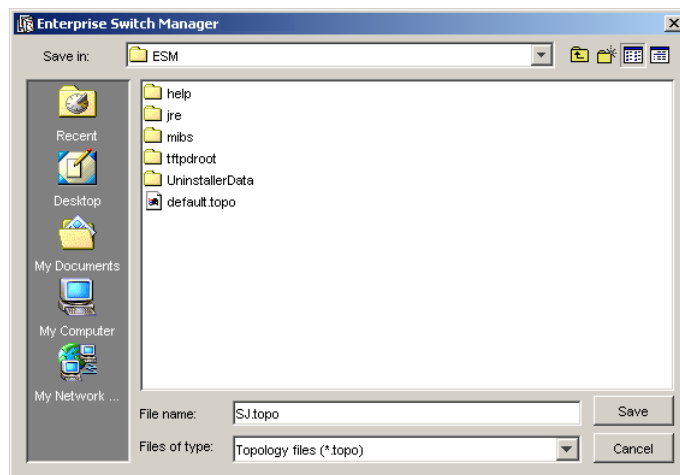 Enterprise Switch Manager
Save in:
ESM
Recent
Desktop
My Documents
My Computer
My Network ...
help
jre
mibs
tftpdroot
UninstallerData
default.topo
File name:
SJ.topo
Save
Files of type:
Topology files (*.topo)
Cancel